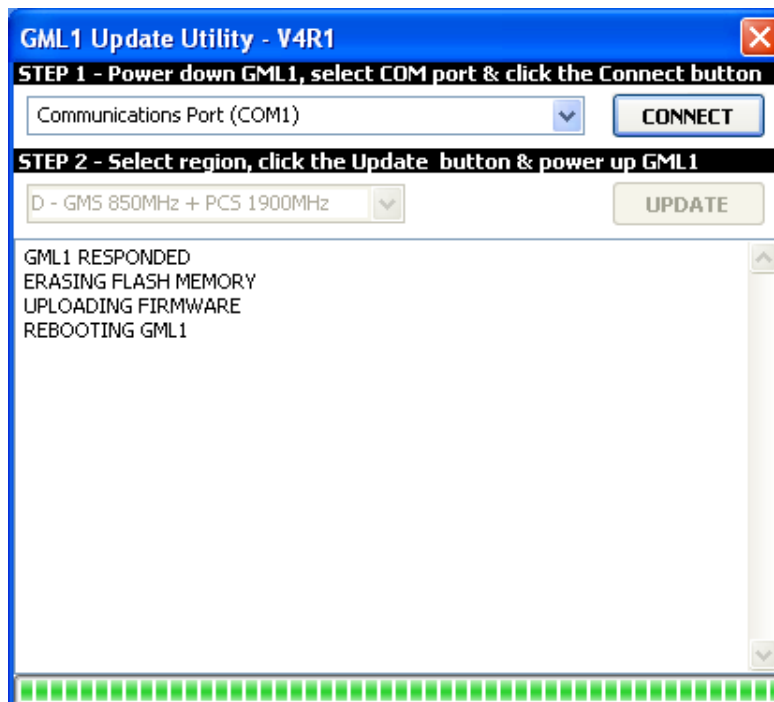 GML1 Update Utility - V4R1
STEP 1 - Power down GML1, select COM port & click the Connect button
Communications Port (COM1)
CONNECT
STEP 2 - Select region, click the Update button & power up GML1
D - GMS 850MHz + PCS 1900MHz
UPDATE
GML1 RESPONDED
ERASING FLASH MEMORY
UPLOADING FIRMWARE
REBOOTING GML1